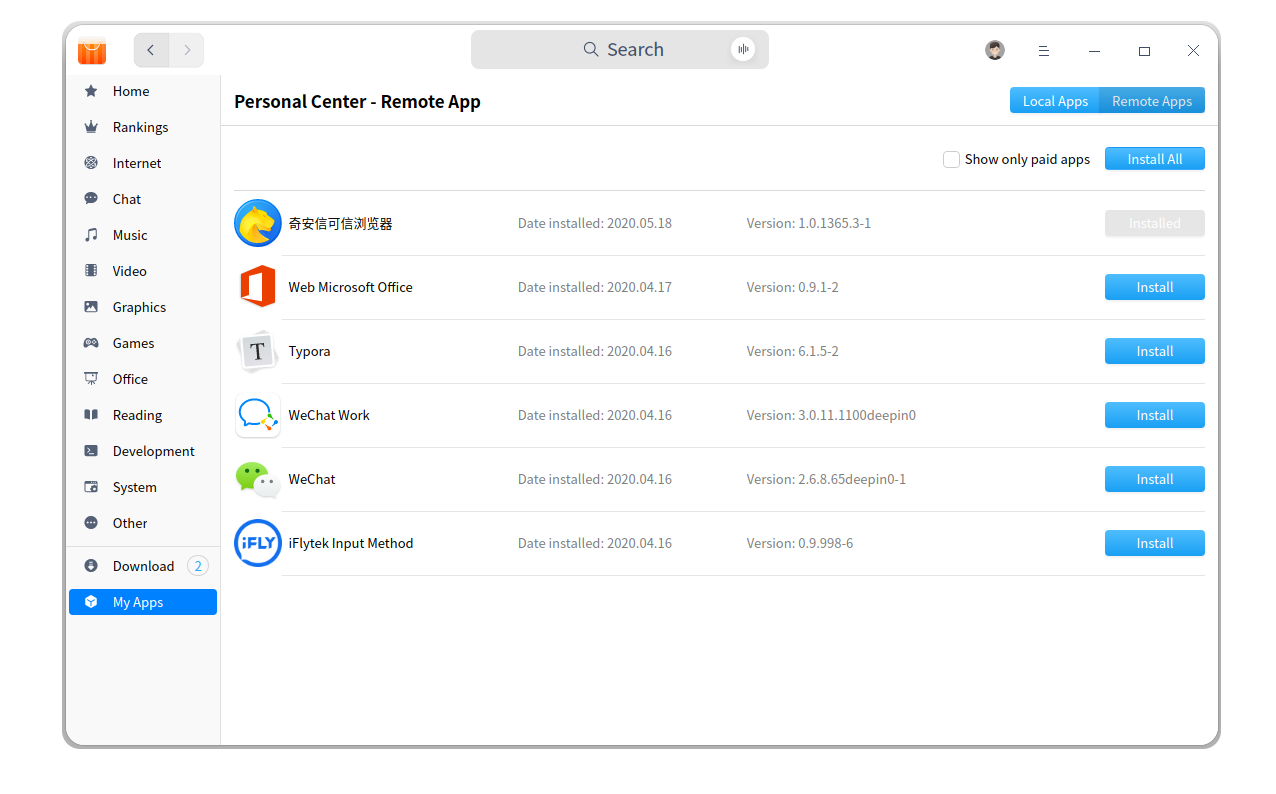 Search
Home
Rankings
Internet
Chat
Music
Video
Graphics
Games
Office
Reading
Development
System
Other
Download 2
My Apps
Personal Center - Remote App
Local Apps Remote Apps
Show only paid apps Install All
奇安信可信浏览器 Date installed: 2020.05.18 Version: 1.0.1365.3-1 Installed
Web Microsoft Office Date installed: 2020.04.17 Version: 0.9.1-2 Install
T Typora Date installed: 2020.04.16 Version: 6.1.5-2 Install
WeChat Work Date installed: 2020.04.16 Version: 3.0.11.1100deepin0 Install
WeChat Date installed: 2020.04.16 Version: 2.6.8.65deepin0-1 Install
iFLY iFlytek Input Method Date installed: 2020.04.16 Version: 0.9.998-6 Install